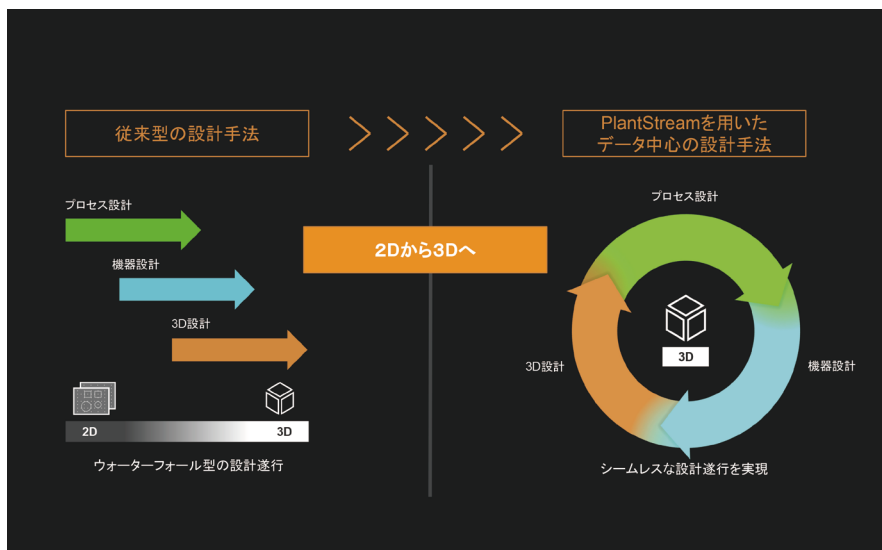 従来型の設計手法
PlantStreamを用いた
データ中心の設計手法
プロセス設計
機器設計
3D設計
2D
3D
ウォーターフォール型の設計遂行
2Dから3Dへ
プロセス設計
3D設計
3D
機器設計
シームレスな設計遂行を実現